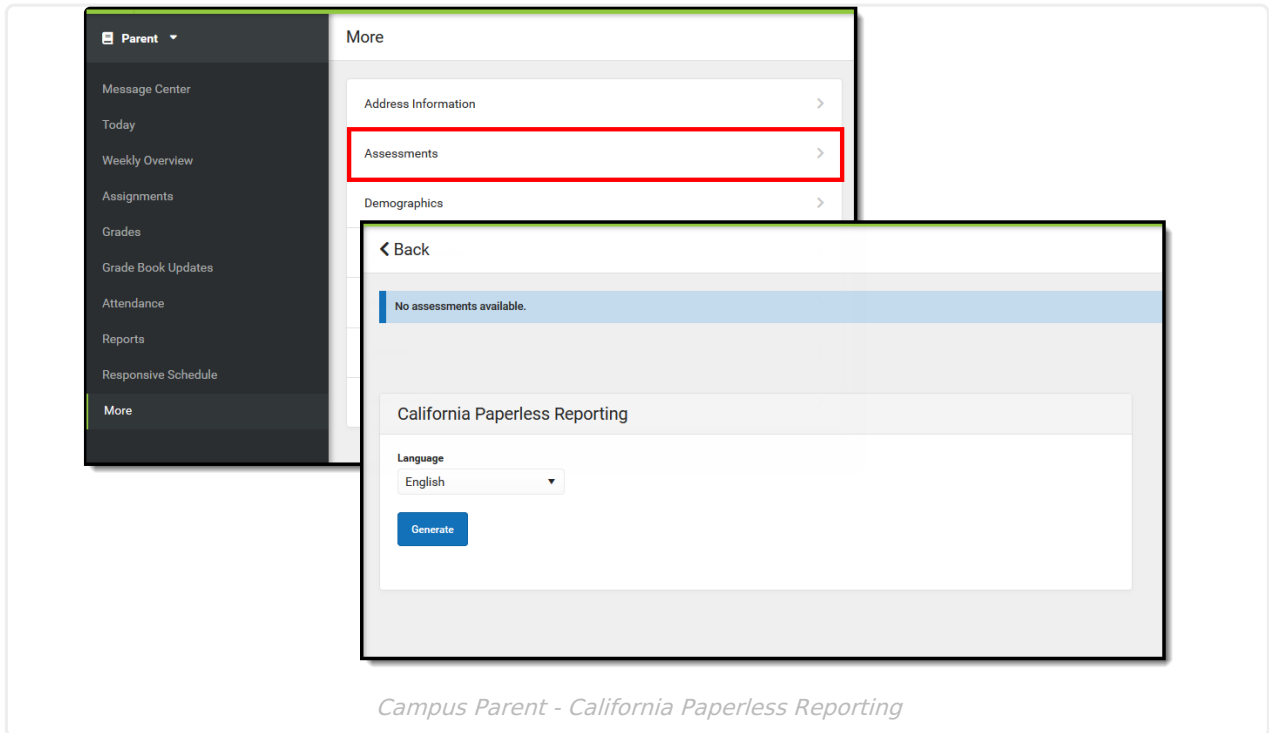 Parent
Message Center
Today
Weekly Overview
Assignments
Grades
Grade Book Updates
Attendance
Reports
Responsive Schedule
More
More
Address Information
Assessments
Demographics
Back
No assessments available.
California Paperless Reporting
Language
English
Generate
Campus Parent - California Paperless Reporting